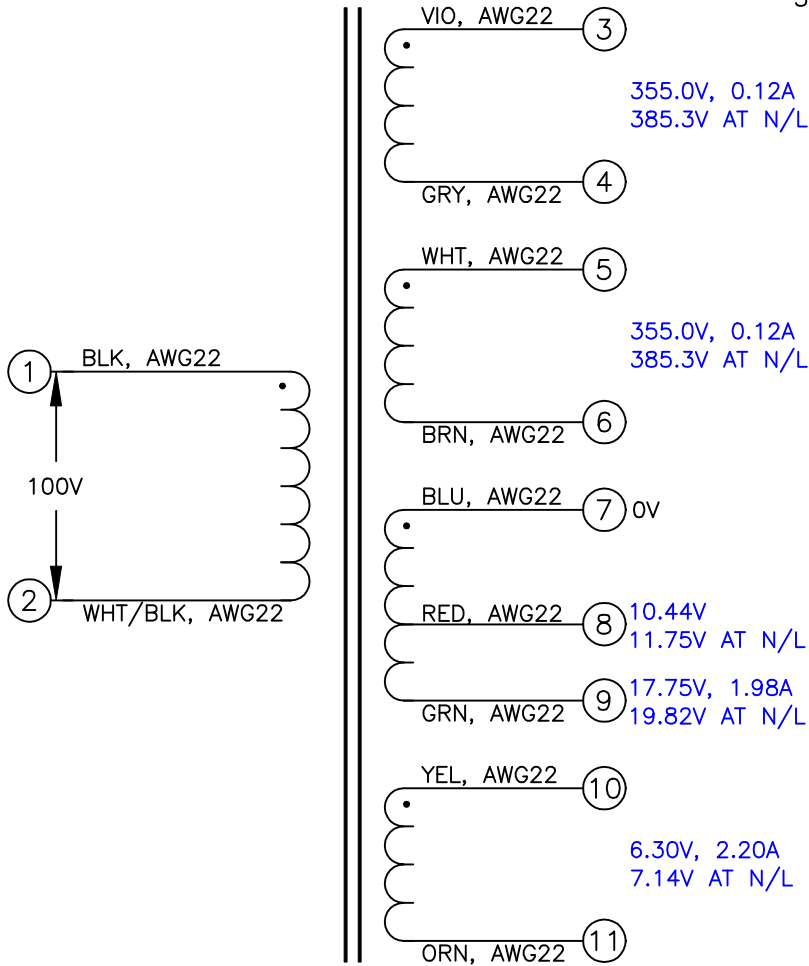 VIO, AWG22
3
355.0V, 0.12A
385.3V AT N/L
GRY, AWG22
4
WHT, AWG22
5
355.0V, 0.12A
385.3V AT N/L
BRN, AWG22
6
1
BLK, AWG22
100V
2
WHT/BLK, AWG22
BLU, AWG22
7
0V
RED, AWG22
8
10.44V
11.75V AT N/L
GRN, AWG22
9
17.75V, 1.98A
19.82V AT N/L
YEL, AWG22
10
6.30V, 2.20A
7.14V AT N/L
ORN, AWG22
11